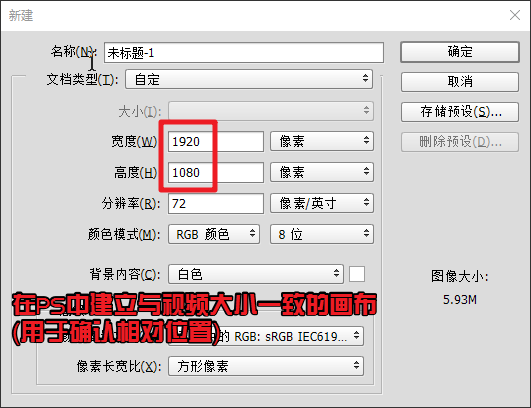 新建
名称(N): 未标题-1
确定
文档类型(T): 自定
取消
大小(I):
存储预设(S)...
宽度(W) 1920 像素
删除预设(D)...
高度(H) 1080 像素
分辨率(R): 72 像素/英寸
颜色模式(M): RGB 颜色 8 位
背景内容(C): 白色
图像大小:
5.93M
在PS中建立与视频大小一致的画布
(用于确认相对位置)
的 RGB: sRGB IEC619...
像素长宽比(X): 方形像素